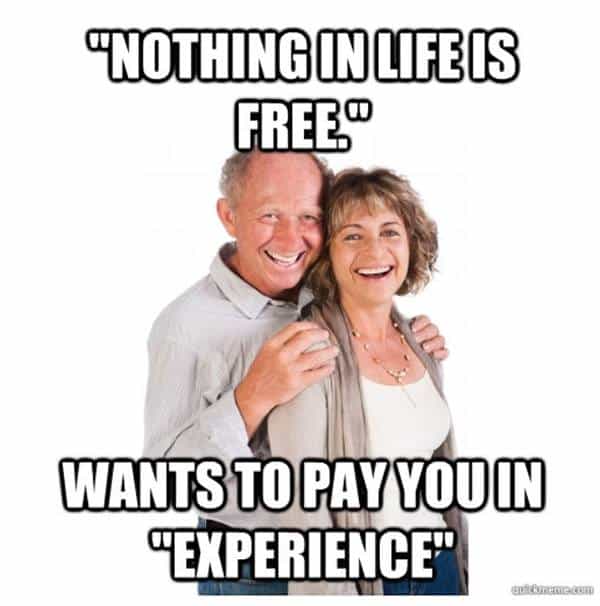 "NOTHING IN LIFE IS
FREE."
WANTS TO PAY YOU IN
"EXPERIENCE"
quickmeme.com